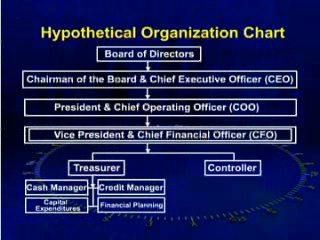 Hypothetical Organization Chart
Board of Directors
Chairman of the Board & Chief Executive Officer (CEO)
President & Chief Operating Officer (COO)
Vice President & Chief Financial Officer (CFO)
Treasurer
Controller
Cash Manager
Credit Manager
Capital
Expenditures
Financial Planning